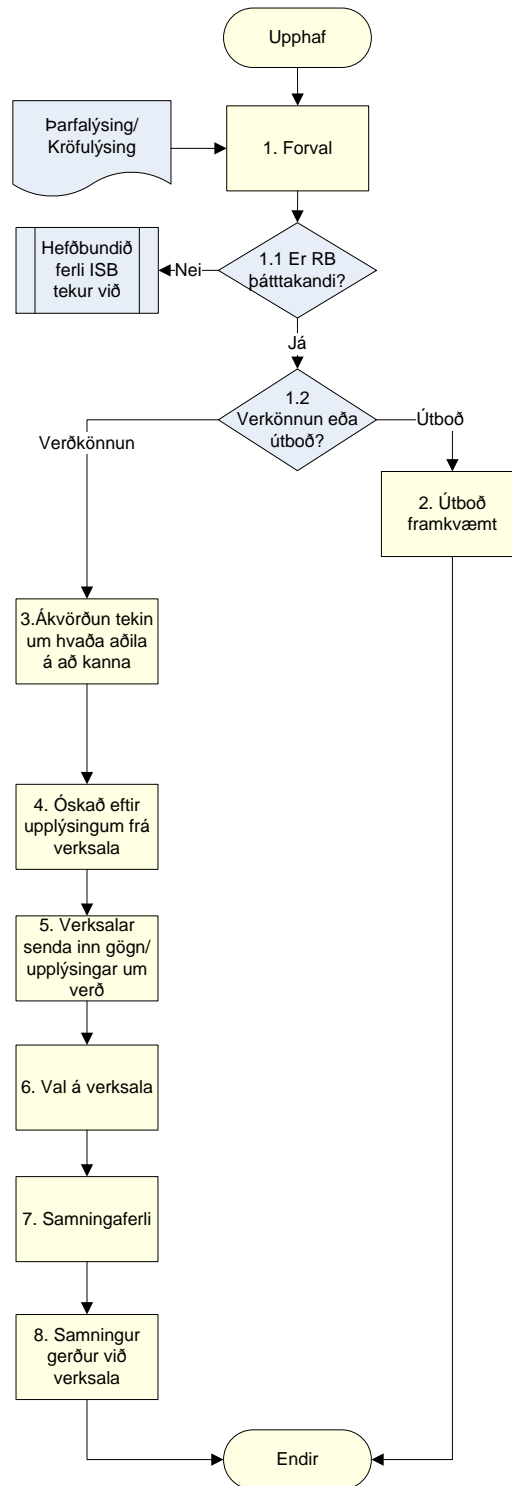 Upphaf
Þarfalýsing/
Kröfulýsing
1. Forval
Hefðbundið
ferli ISB
tekur við
Nei
1.1 Er RB
þátttakandi?
Já
1.2
Verkönnun eða
útboð?
Verðkönnun
Útboð
2. Útboð
framkvæmt
3.Ákvörðun tekin
um hvaða aðila
á að kanna
4. Óskað eftir
upplýsingum frá
verksala
5. Verksalar
senda inn gögn/
upplýsingar um
verð
6. Val á verksala
7. Samningaferli
8. Samningur
gerður við
verksala
Endir